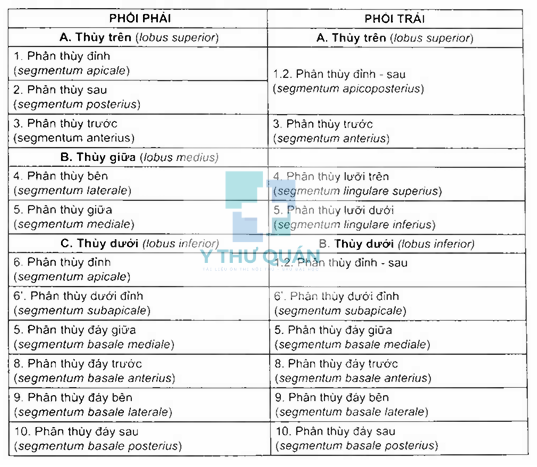 PHỔI PHẢI
PHỔI TRÁI
A. Thùy trên (lobus superior)
A. Thùy trên (lobus superior)
1. Phân thùy đỉnh
(segmentum apicale)
1.2. Phân thùy đỉnh - sau
(segmentum apicoposterius)
2. Phân thùy sau
(segmentum posterius)
3. Phân thùy trước
(segmentum anterius)
3. Phân thùy trước
(segmentum anterius)
B. Thùy giữa (lobus medius)
4. Phân thùy bên
(segmentum laterale)
4. Phân thùy lưỡi trên
(segmentum lingulare superius)
5. Phân thùy giữa
(segmentum mediale)
5. Phân thùy lưỡi dưới
(segmentum lingulare inferius)
C. Thùy dưới (lobus inferior)
B. Thùy dưới (lobus inferior)
Y THƯ QUÁN
6. Phân thùy đỉnh
(segmentum apicale)
1.2. Phân thùy đỉnh - sau
6'. Phân thùy dưới đỉnh
(segmentum subapicale)
6'. Phân thùy dưới đỉnh
(segmentum subapicale)
5. Phân thùy đáy giữa
(segmentum basale mediale)
5. Phân thùy đáy giữa
(segmentum basale mediale)
8. Phân thùy đáy trước
(segmentum basale anterius)
8. Phân thùy đáy trước
(segmentum basale anterius)
9. Phân thùy đáy bên
(segmentum basale laterale)
9. Phân thùy đáy bên
(segmentum basale laterale)
10. Phân thùy đáy sau
(segmentum basale posterius)
10. Phân thùy đáy sau
(segmentum basale posterius)